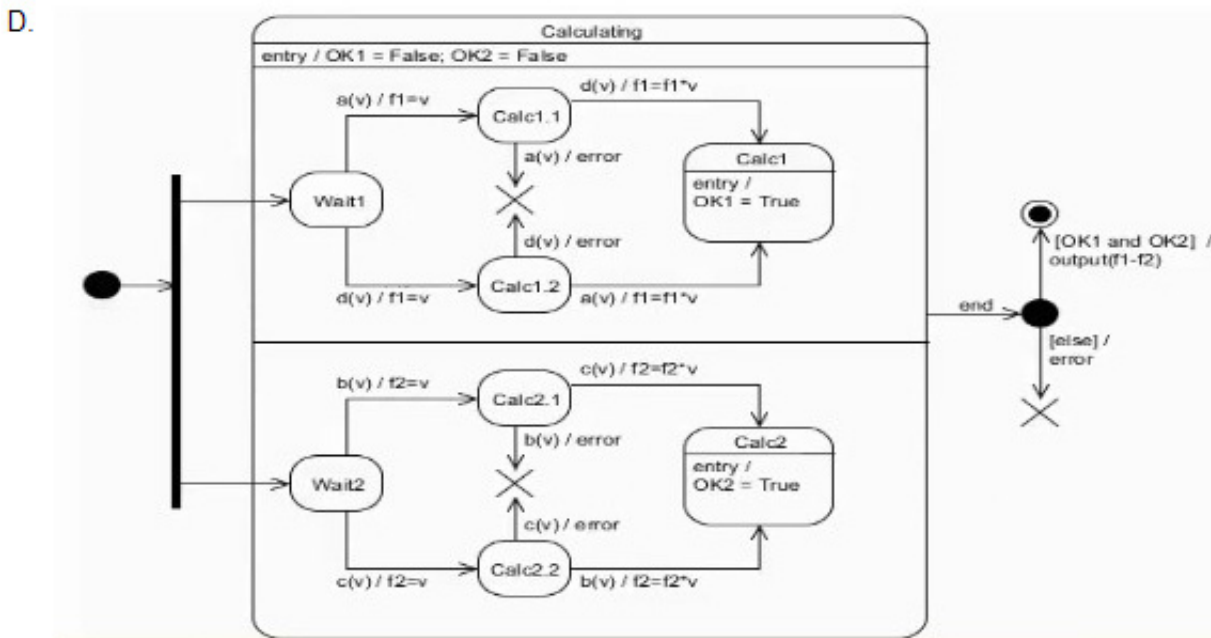 D.
Calculating
entry / OK1 = False; OK2 = False
a(v) / f1=v
Calc1.1
d(v) / f1=f1*v
a(v) / error
Calc1
entry /
OK1 = True
Wait1
d(v) / error
d(v) / f1=v
Calc1.2
a(v) / f1=f1*v
[OK1 and OK2] /
output(f1-f2)
end
[else] /
error
b(v) / f2=v
Calc2.1
c(v) / f2=f2*v
b(v) / error
Calc2
entry /
OK2 = True
Wait2
c(v) / error
c(v) / f2=v
Calc2.2
b(v) / f2=f2*v